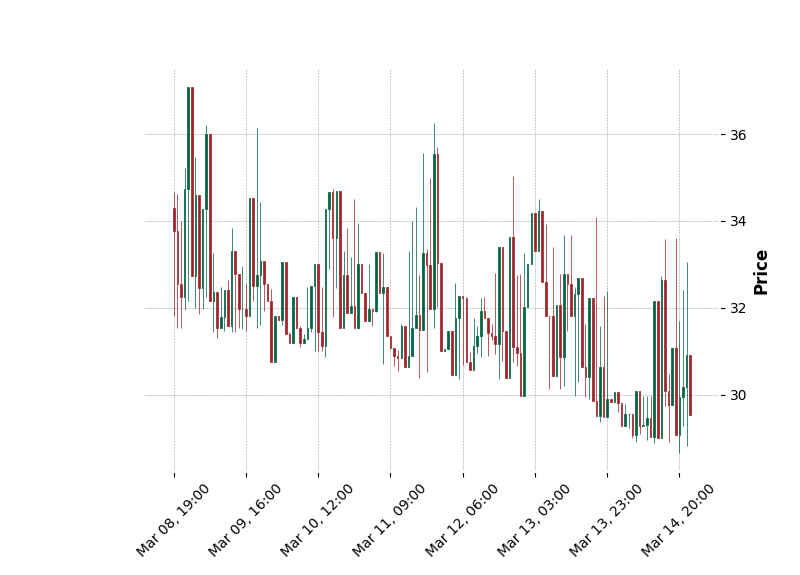 36
34
32
30
Price
Mar 08, 19:00
Mar 09, 16:00
Mar 10, 12:00
Mar 11, 09:00
Mar 12, 06:00
Mar 13, 03:00
Mar 13, 23:00
Mar 14, 20:00